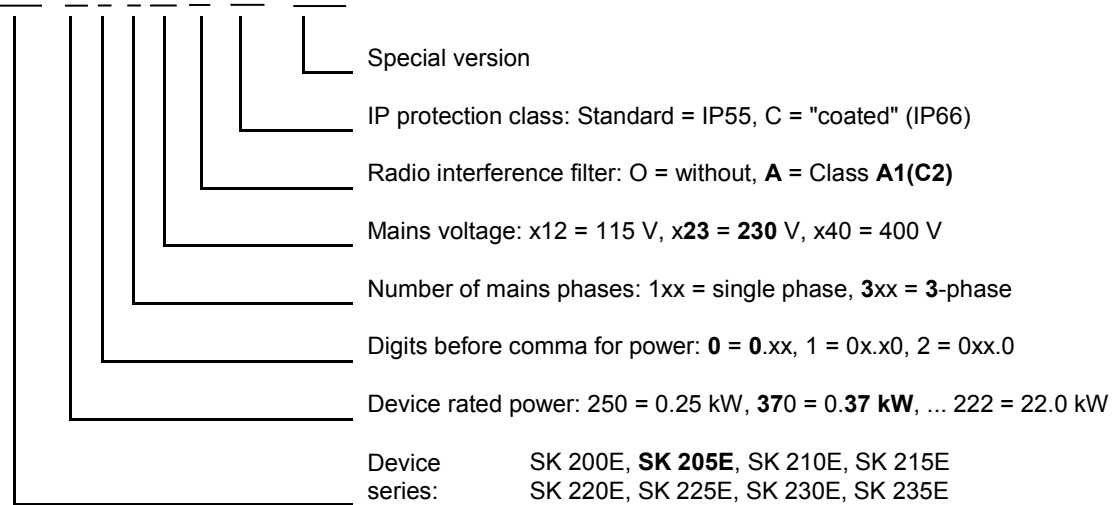 Special version
IP protection class: Standard = IP55, C = "coated" (IP66)
Radio interference filter: O = without, A = Class A1(C2)
Mains voltage: x12 = 115 V, x23 = 230 V, x40 = 400 V
Number of mains phases: 1xx = single phase, 3xx = 3-phase
Digits before comma for power: 0 = 0.xx, 1 = 0x.x0, 2 = 0xx.0
Device rated power: 250 = 0.25 kW, 370 = 0.37 kW, ... 222 = 22.0 kW
Device SK 200E, SK 205E, SK 210E, SK 215E
series: SK 220E, SK 225E, SK 230E, SK 235E